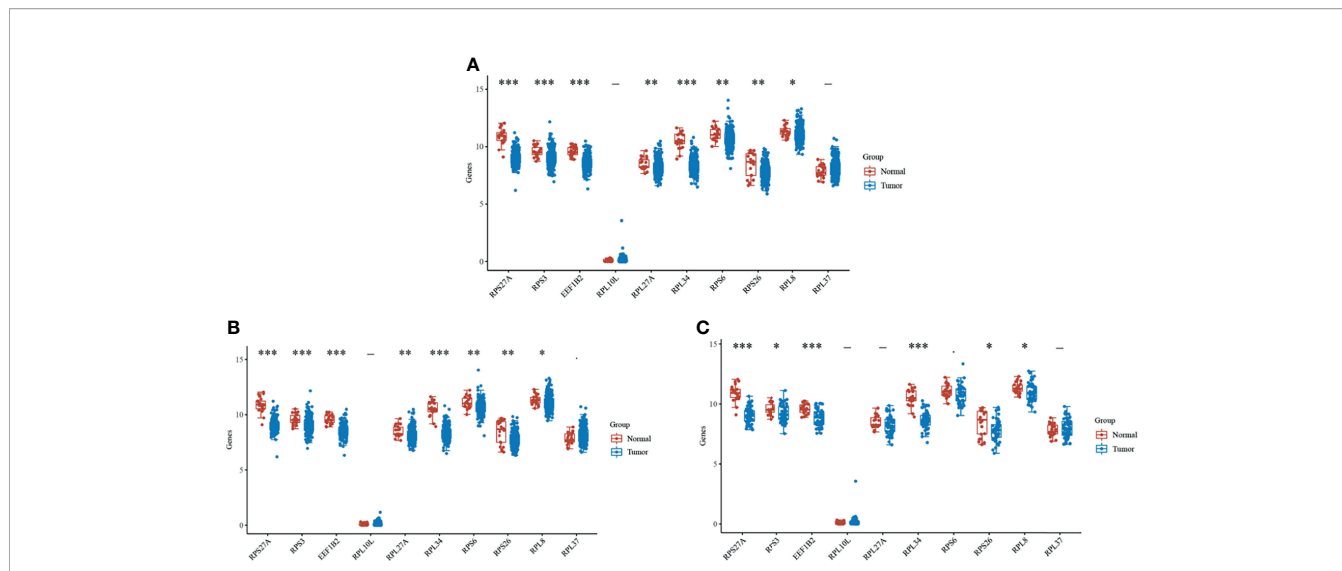 A
*** *** *** — ** *** ** ** * —
15
10
5
0
Genes
Group
Normal
Tumor
RPS27A RPS3 EEF1B2 RPL10L RPL27A RPL34 RPS6 RPS26 RPL8 RPL37
B
*** *** *** — ** *** ** ** * .
15
10
5
0
Genes
Group
Normal
Tumor
RPS27A RPS3 EEF1B2 RPL10L RPL27A RPL34 RPS6 RPS26 RPL8 RPL37
C
*** * *** — — *** . * * —
15
10
5
0
Genes
Group
Normal
Tumor
RPS27A RPS3 EEF1B2 RPL10L RPL27A RPL34 RPS6 RPS26 RPL8 RPL37